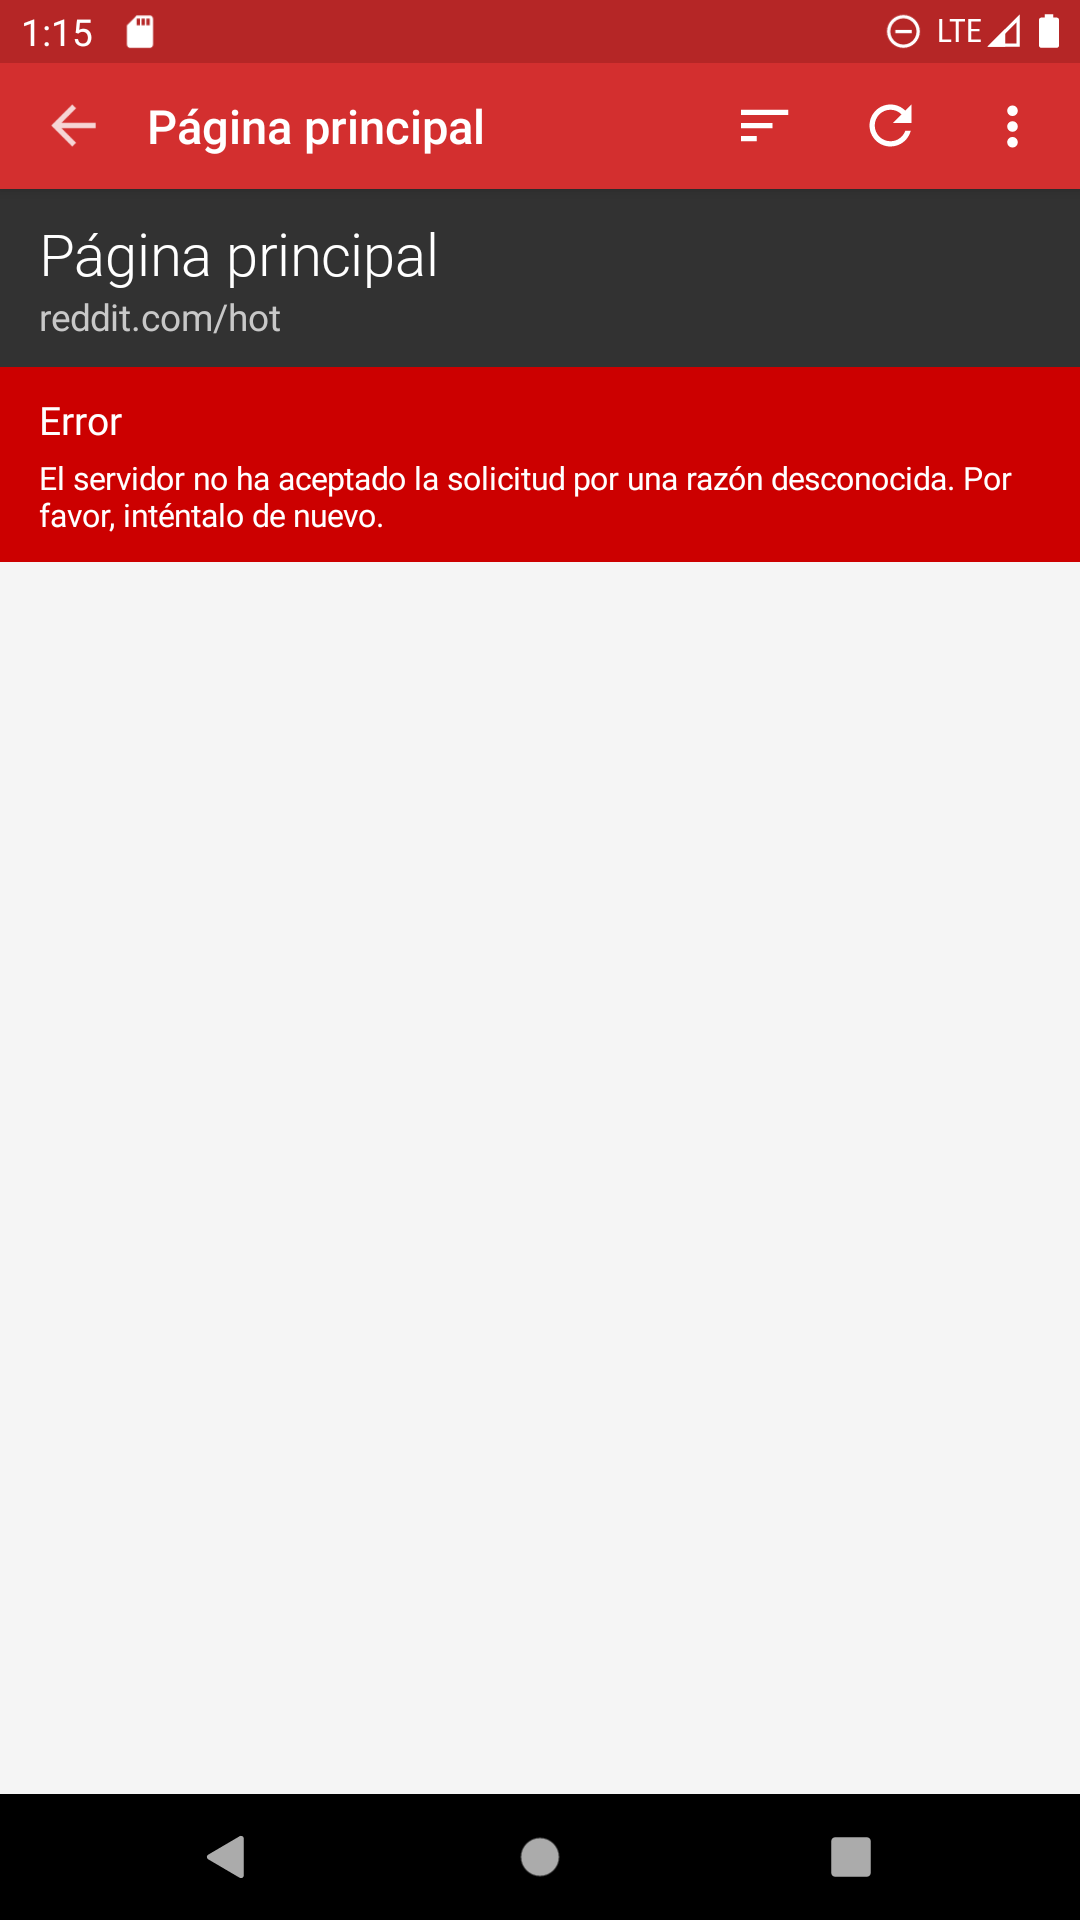 1:15
LTE
Página principal
Página principal
reddit.com/hot
Error
El servidor no ha aceptado la solicitud por una razón desconocida. Por
favor, inténtalo de nuevo.